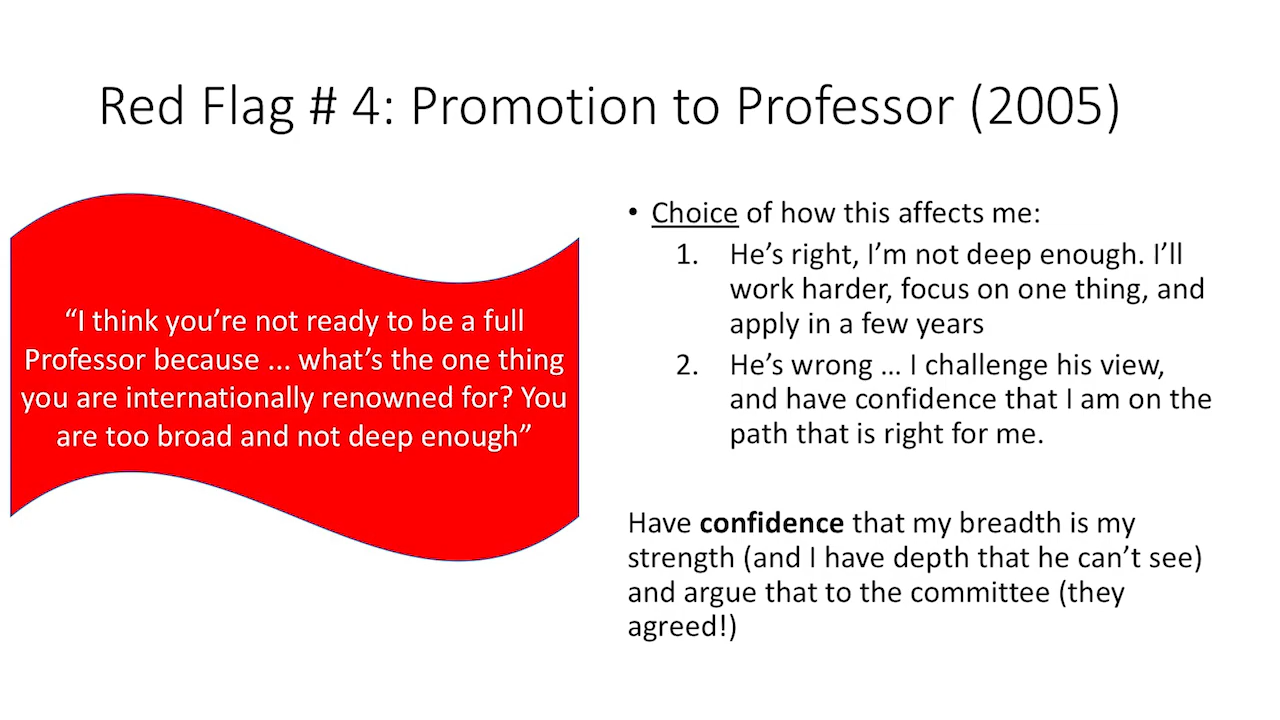 Red Flag # 4: Promotion to Professor (2005)
“I think you’re not ready to be a full
Professor because ... what’s the one thing
you are internationally renowned for? You
are too broad and not deep enough”
• Choice of how this affects me:
1. He’s right, I’m not deep enough. I’ll
work harder, focus on one thing, and
apply in a few years
2. He’s wrong ... I challenge his view,
and have confidence that I am on the
path that is right for me.
Have confidence that my breadth is my
strength (and I have depth that he can’t see)
and argue that to the committee (they
agreed!)